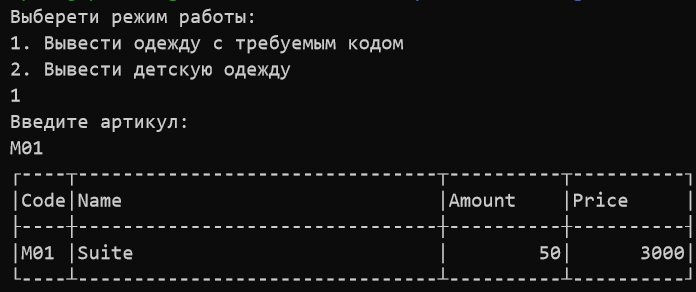 Выберети режим работы:
1. Вывести одежду с требуемым кодом
2. Вывести детскую одежду
1
Введите артикул:
M01
Code Name Amount Price
M01 Suite 50 3000